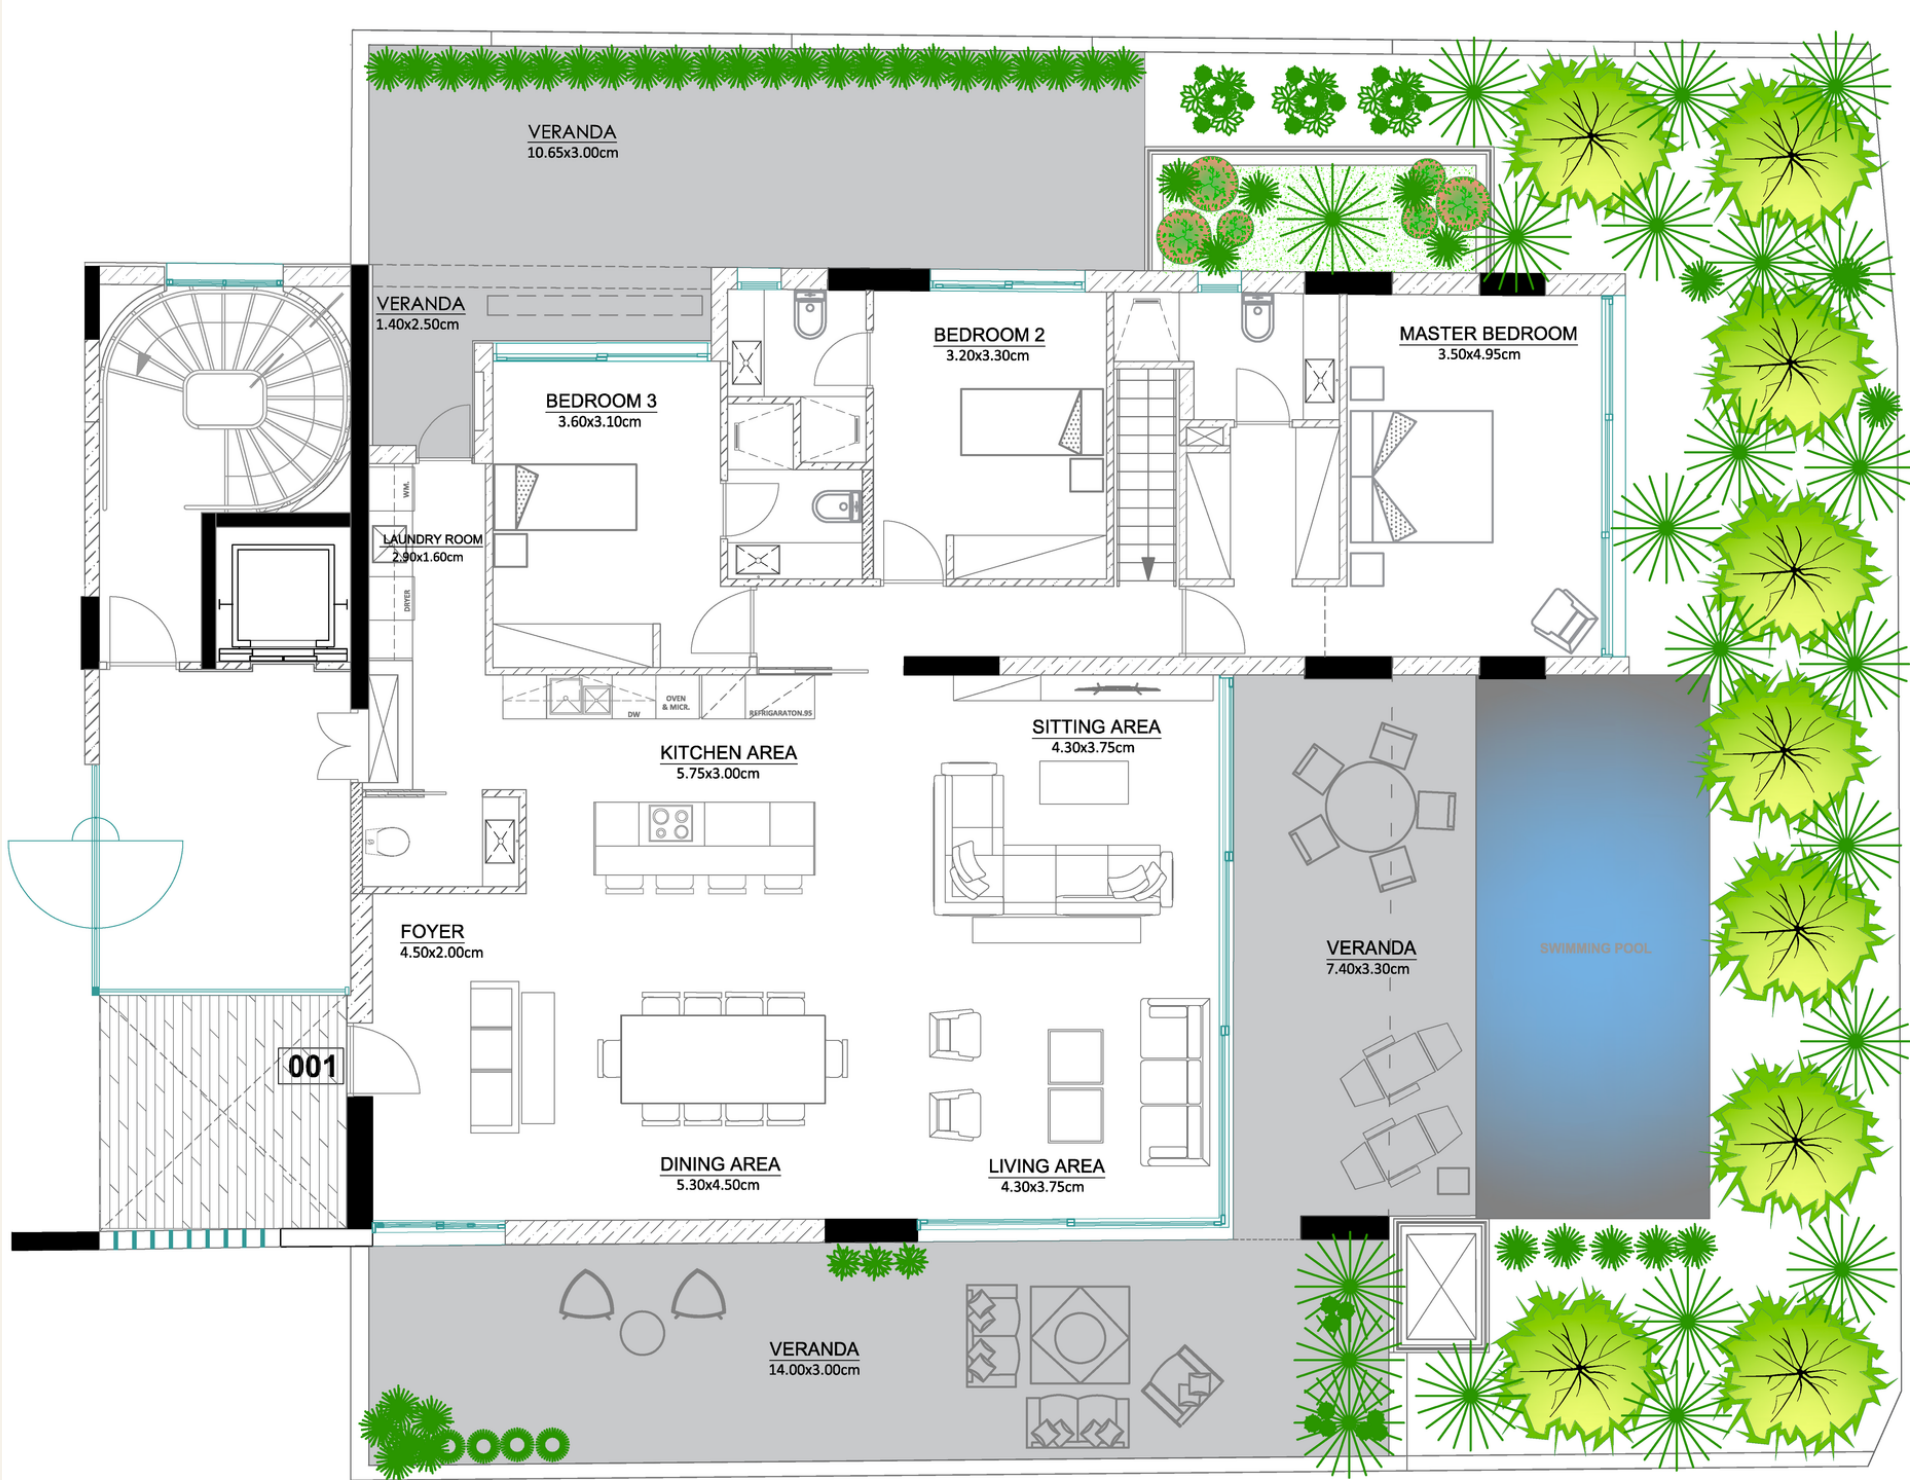 VERANDA
10.65x3.00cm
VERANDA
1.40x2.50cm
BEDROOM 3
3.60x3.10cm
BEDROOM 2
3.20x3.30cm
MASTER BEDROOM
3.50x4.95cm
WM.
LAUNDRY ROOM
2.90x1.60cm
DRYER
DW
OVEN
& MICR.
REFRIGARATON.95
KITCHEN AREA
5.75x3.00cm
SITTING AREA
4.30x3.75cm
FOYER
4.50x2.00cm
VERANDA
7.40x3.30cm
SWIMMING POOL
001
DINING AREA
5.30x4.50cm
LIVING AREA
4.30x3.75cm
VERANDA
14.00x3.00cm